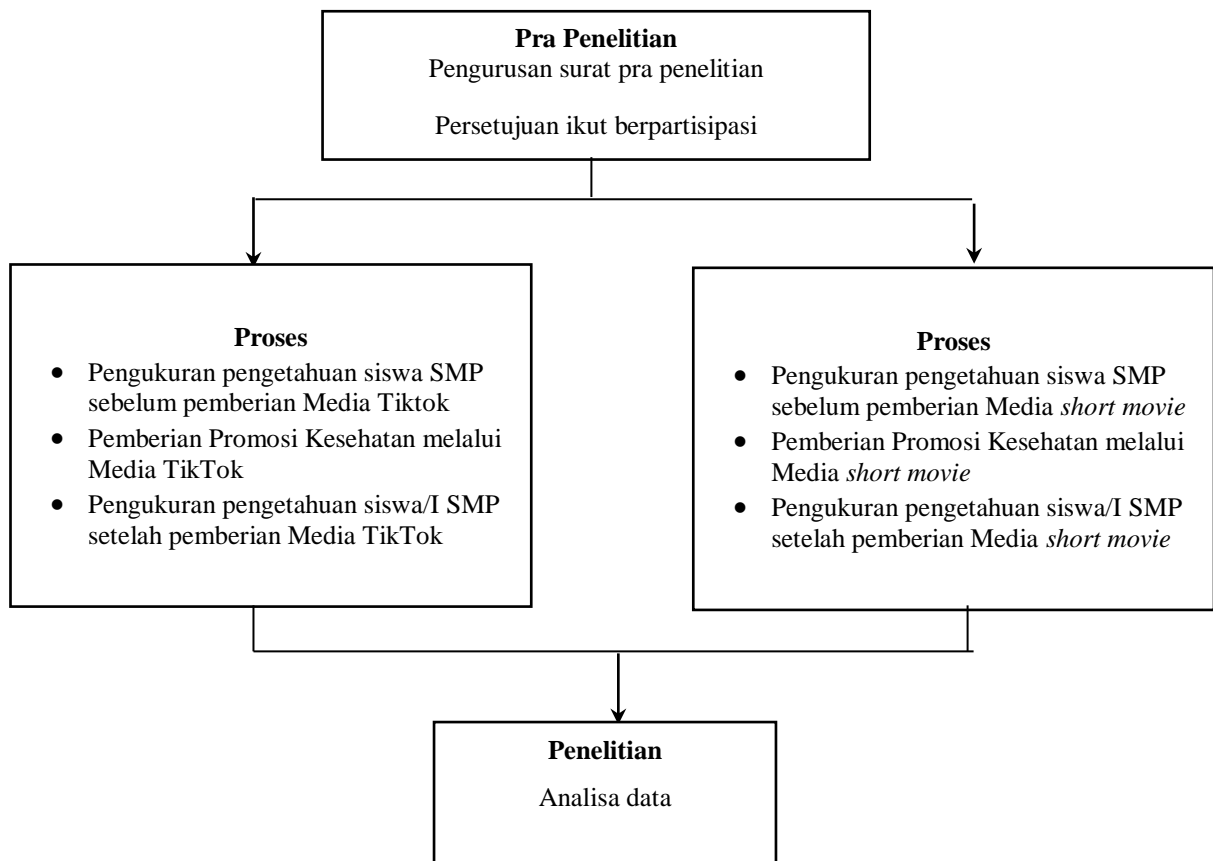 Pra Penelitian
Pengurusan surat pra penelitian
Persetujuan ikut berpartisipasi
Proses
• Pengukuran pengetahuan siswa SMP
sebelum pemberian Media Tiktok
• Pemberian Promosi Kesehatan melalui
Media TikTok
• Pengukuran pengetahuan siswa/I SMP
setelah pemberian Media TikTok
Proses
• Pengukuran pengetahuan siswa SMP
sebelum pemberian Media short movie
• Pemberian Promosi Kesehatan melalui
Media short movie
• Pengukuran pengetahuan siswa/I SMP
setelah pemberian Media short movie
Penelitian
Analisa data